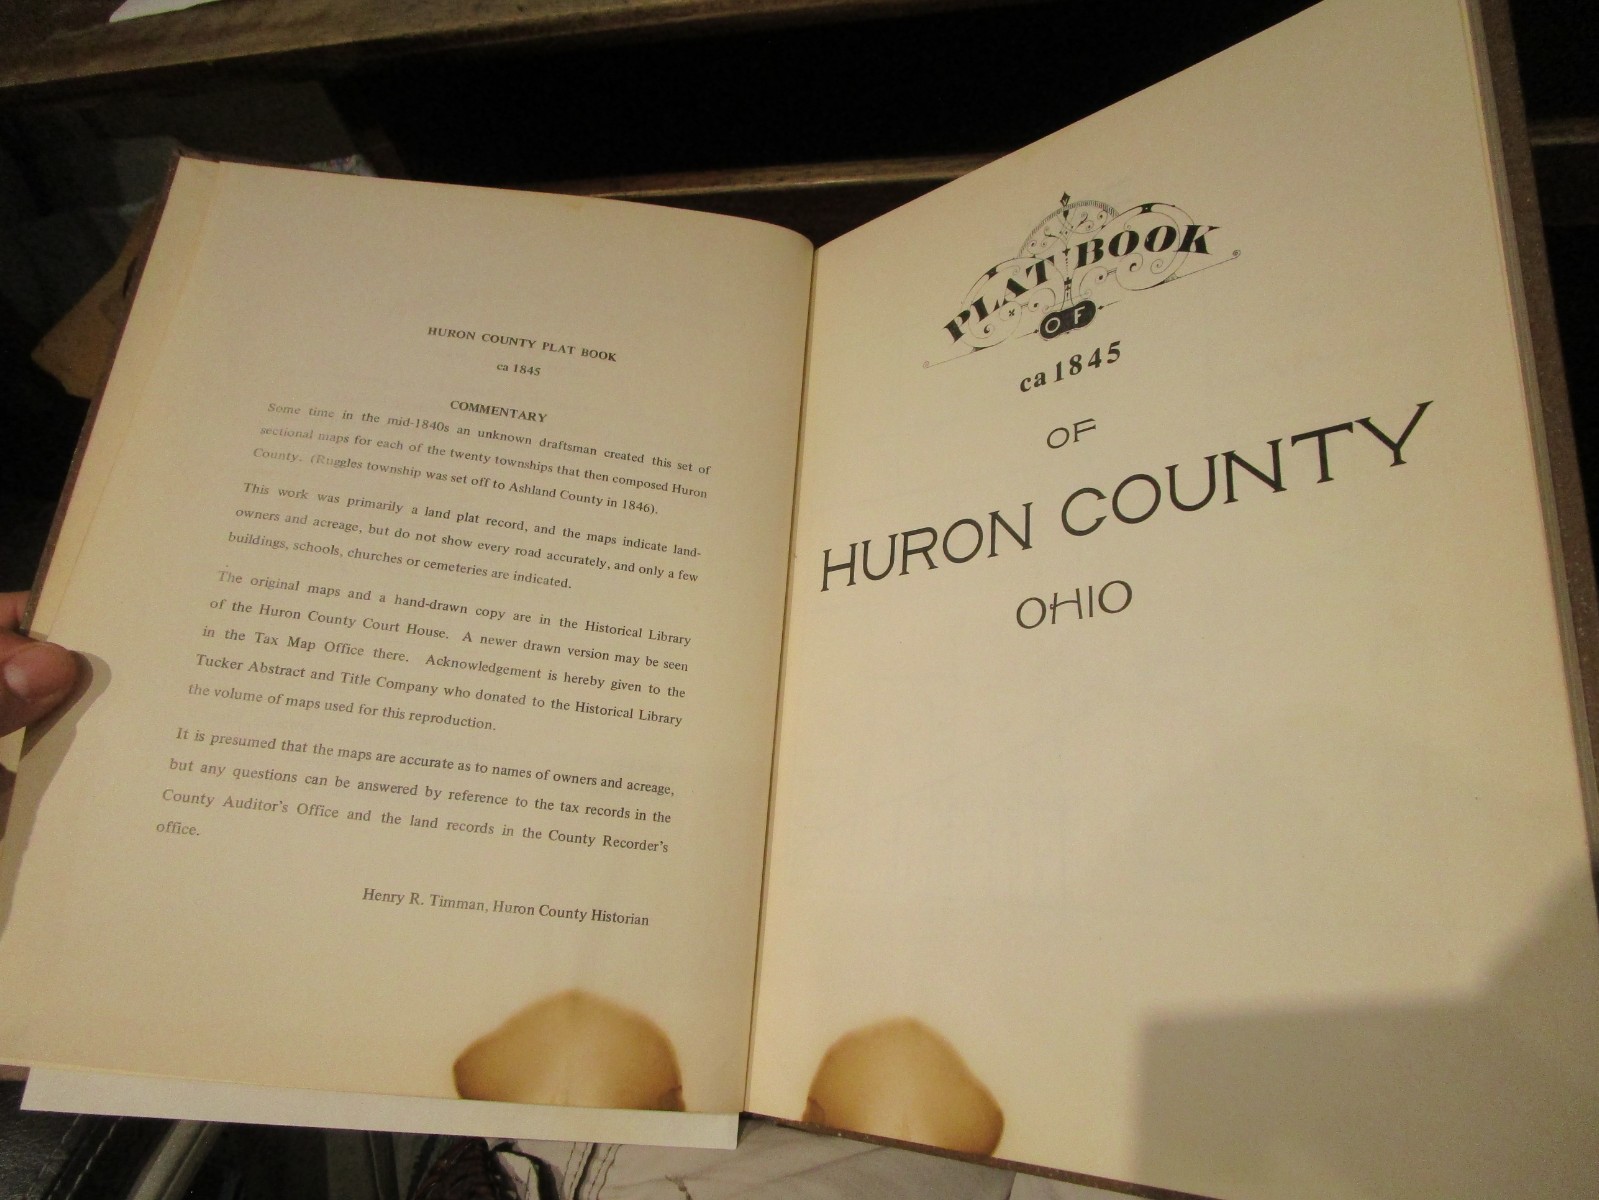 HURON COUNTY PLAT BOOK
ca 1845
COMMENTARY
Some time in the mid-1840s an unknown draftsman created this set of
sectional maps for each of the twenty townships that then composed Huron
County. (Ruggles township was set off to Ashland County in 1846).
This work was primarily a land plat record, and the maps indicate land-
owners and acreage, but do not show every road accurately, and only a few
buildings, schools, churches or cemeteries are indicated.
The original maps and a hand-drawn copy are in the Historical Library
of the Huron County Court House. A newer drawn version may be seen
in the Tax Map Office there. Acknowledgement is hereby given to the
Tucker Abstract and Title Company who donated to the Historical Library
the volume of maps used for this reproduction.
It is presumed that the maps are accurate as to names of owners and acreage,
but any questions can be answered by reference to the tax records in the
County Auditor's Office and the land records in the County Recorder's
office.
Henry R. Timman, Huron County Historian
PLAT BOOK
OF
ca 1845
OF
HURON COUNTY
OHIO